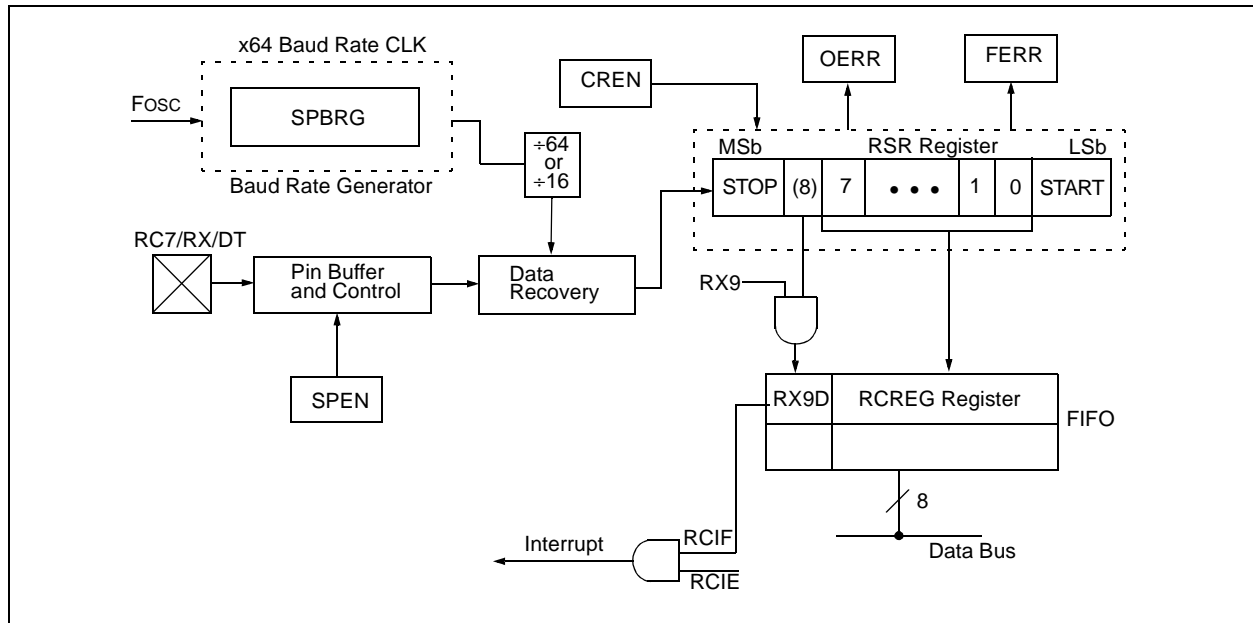 x64 Baud Rate CLK
FOSC
SPBRG
Baud Rate Generator
÷64
or
÷16
CREN
OERR
FERR
MSb
RSR Register
LSb
STOP
(8)
7
• • •
1
0
START
RC7/RX/DT
Pin Buffer
and Control
Data
Recovery
SPEN
RX9
RX9D
RCREG Register
FIFO
8
Data Bus
Interrupt
RCIF
RCIE